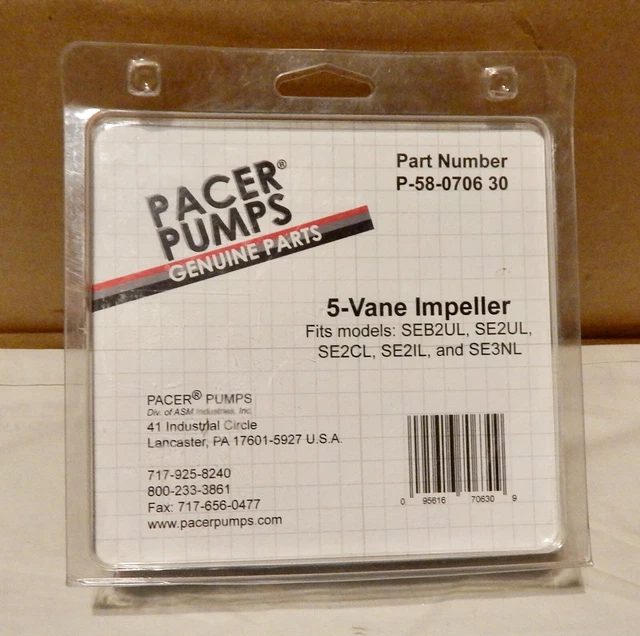 PACER®
PUMPS
GENUINE PARTS
Part Number
P-58-0706 30
5-Vane Impeller
Fits models: SEB2UL, SE2UL,
SE2CL, SE2IL, and SE3NL
PACER® PUMPS
Div. of ASM Industries, Inc.
41 Industrial Circle
Lancaster, PA 17601-5927 U.S.A.
717-925-8240
800-233-3861
Fax: 717-656-0477
www.pacerpumps.com
0 95616 70630 9